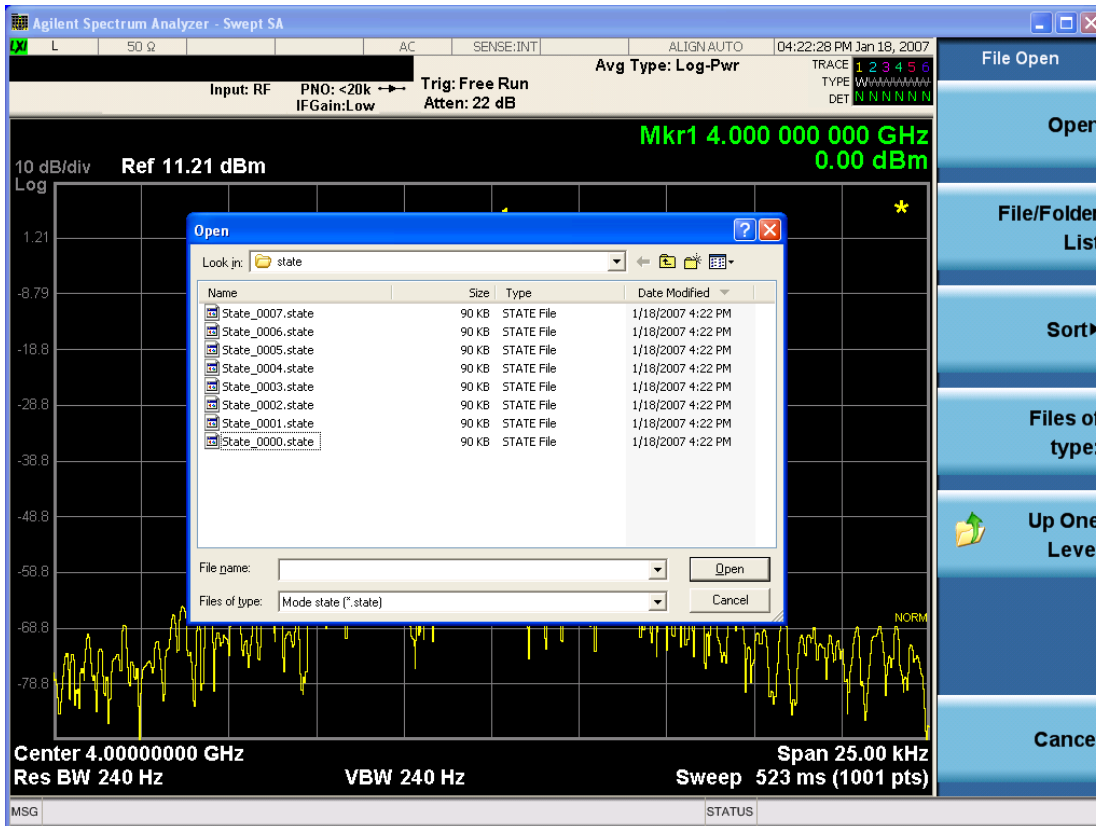 Agilent Spectrum Analyzer - Swept SA
LXI L 50 Ω AC SENSE:INT ALIGN AUTO 04:22:28 PM Jan 18, 2007
Input: RF
PNO: <20k
IFGain:Low
Trig: Free Run
Atten: 22 dB
Avg Type: Log-Pwr
TRACE 1 2 3 4 5 6
TYPE WWWWWW
DET N N N N N N
Mkr1 4.000 000 000 GHz
0.00 dBm
10 dB/div Ref 11.21 dBm
Log
1.21
-8.79
-18.8
-28.8
-38.8
-48.8
-58.8
-68.8
-78.8
Open
Look in: state
Name Size Type Date Modified
State_0007.state 90 KB STATE File 1/18/2007 4:22 PM
State_0006.state 90 KB STATE File 1/18/2007 4:22 PM
State_0005.state 90 KB STATE File 1/18/2007 4:22 PM
State_0004.state 90 KB STATE File 1/18/2007 4:22 PM
State_0003.state 90 KB STATE File 1/18/2007 4:22 PM
State_0002.state 90 KB STATE File 1/18/2007 4:22 PM
State_0001.state 90 KB STATE File 1/18/2007 4:22 PM
State_0000.state 90 KB STATE File 1/18/2007 4:22 PM
File name: Open
Files of type: Mode state (*.state) Cancel
NORM
Center 4.00000000 GHz Span 25.00 kHz
Res BW 240 Hz VBW 240 Hz Sweep 523 ms (1001 pts)
MSG STATUS
File Open
Open
File/Folder
List
Sort▶
Files of
type:
Up One
Leve
Cance